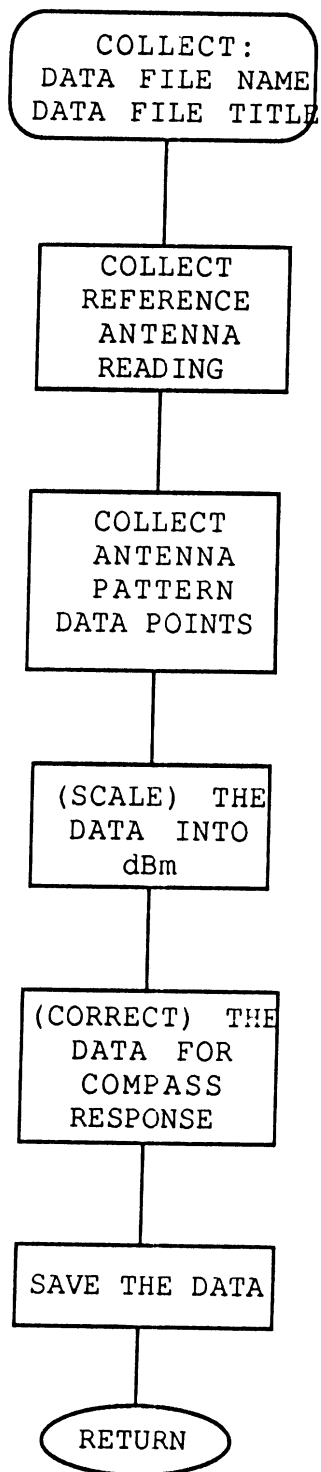 COLLECT:
DATA FILE NAME
DATA FILE TITLE
COLLECT
REFERENCE
ANTENNA
READING
COLLECT
ANTENNA
PATTERN
DATA POINTS
(SCALE) THE
DATA INTO
dBm
(CORRECT) THE
DATA FOR
COMPASS
RESPONSE
SAVE THE DATA
RETURN